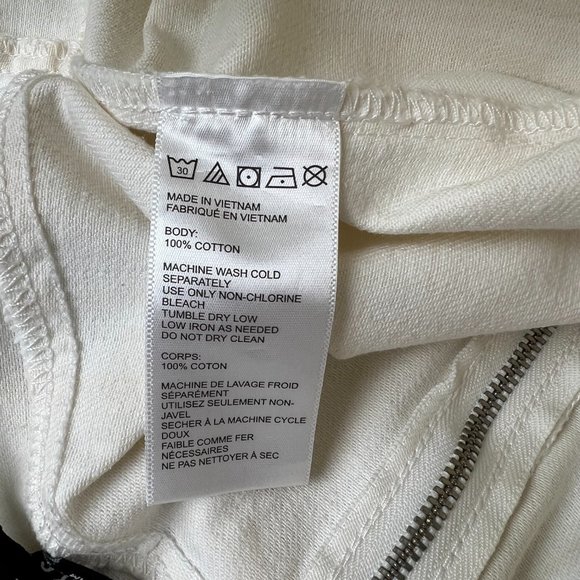 30
MADE IN VIETNAM
FABRIQUÉ EN VIETNAM
BODY:
100% COTTON
MACHINE WASH COLD
SEPARATELY
USE ONLY NON-CHLORINE
BLEACH
TUMBLE DRY LOW
LOW IRON AS NEEDED
DO NOT DRY CLEAN
CORPS:
100% COTON
MACHINE DE LAVAGE FROID
SÉPARÉMENT
UTILISEZ SEULEMENT NON-
JAVEL
SECHER À LA MACHINE CYCLE
DOUX
FAIBLE COMME FER
NÉCESSAIRES
NE PAS NETTOYER À SEC